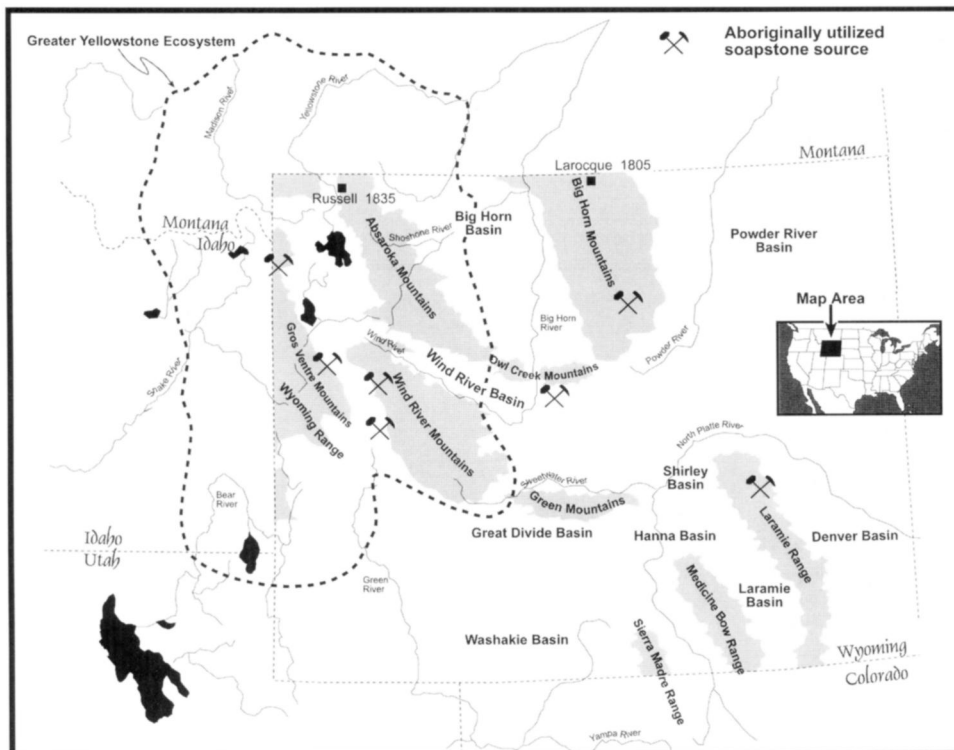 Greater Yellowstone Ecosystem
Aboriginally utilized
soapstone source
Madison River
Yellowstone River
Montana
Larocque 1805
Russell 1835
Montana
Idaho
Absaroka Mountains
Shoshone River
Big Horn
Basin
Big Horn Mountains
Powder River
Basin
Map Area
Big Horn
River
Powder River
Snake River
Gros Ventre Mountains
Wyoming Range
Wind River
Wind River Basin
Owl Creek Mountains
Wind River Mountains
North Platte River
Shirley
Basin
Sweetwater River
Green Mountains
Great Divide Basin
Hanna Basin
Laramie Range
Denver Basin
Bear
River
Idaho
Utah
Green
River
Medicine Bow Range
Laramie
Basin
Washakie Basin
Sierra Madre Range
Wyoming
Colorado
Yampa River